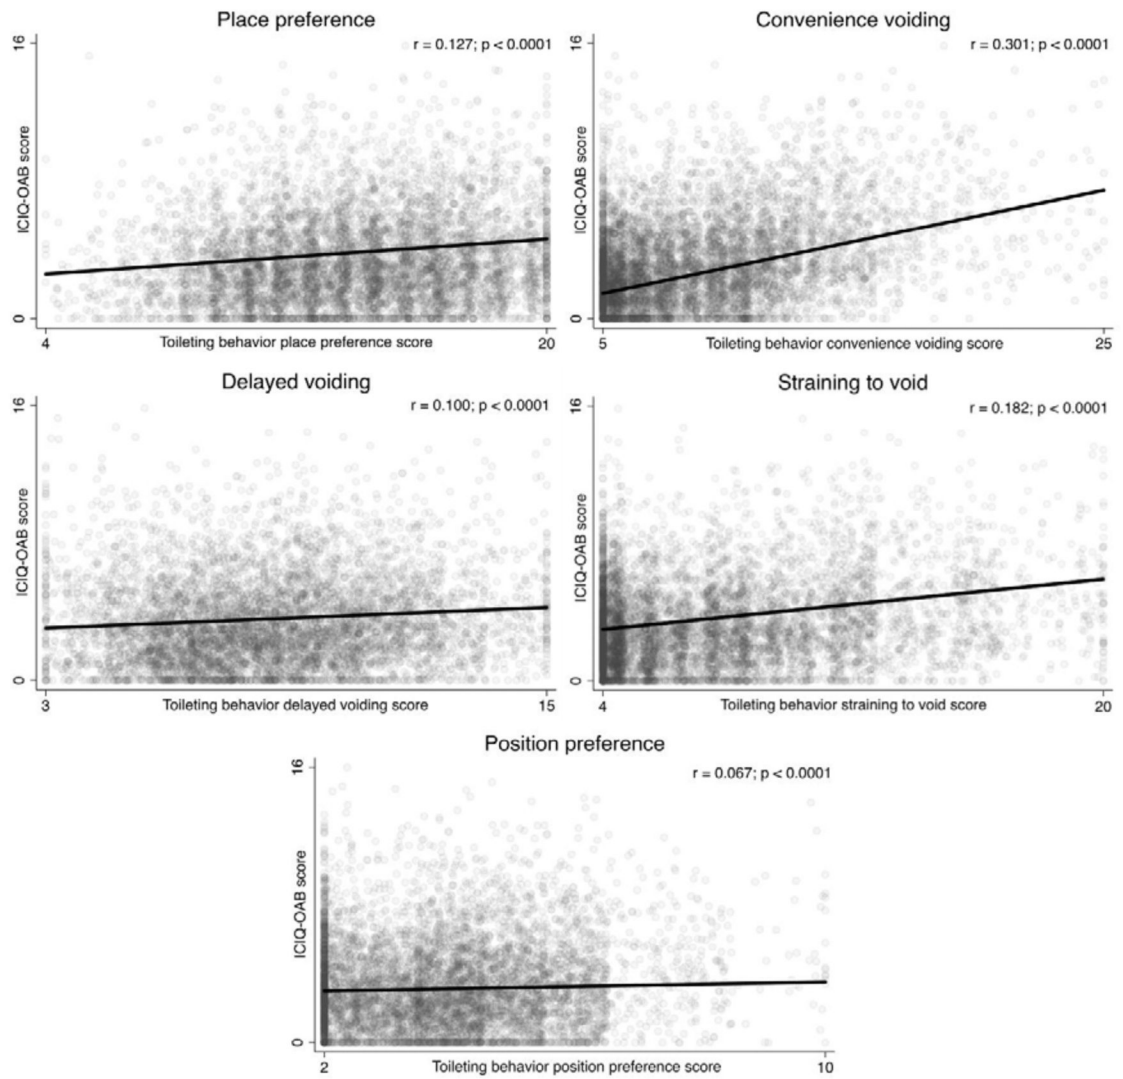 Place preference
r = 0.127; p < 0.0001
16
ICIQ-OAB score
0
4
Toileting behavior place preference score
20
Convenience voiding
r = 0.301; p < 0.0001
16
ICIQ-OAB score
0
5
Toileting behavior convenience voiding score
25
Delayed voiding
r = 0.100; p < 0.0001
16
ICIQ-OAB score
0
3
Toileting behavior delayed voiding score
15
Straining to void
r = 0.182; p < 0.0001
16
ICIQ-OAB score
0
4
Toileting behavior straining to void score
20
Position preference
r = 0.067; p < 0.0001
16
ICIQ-OAB score
0
2
Toileting behavior position preference score
10